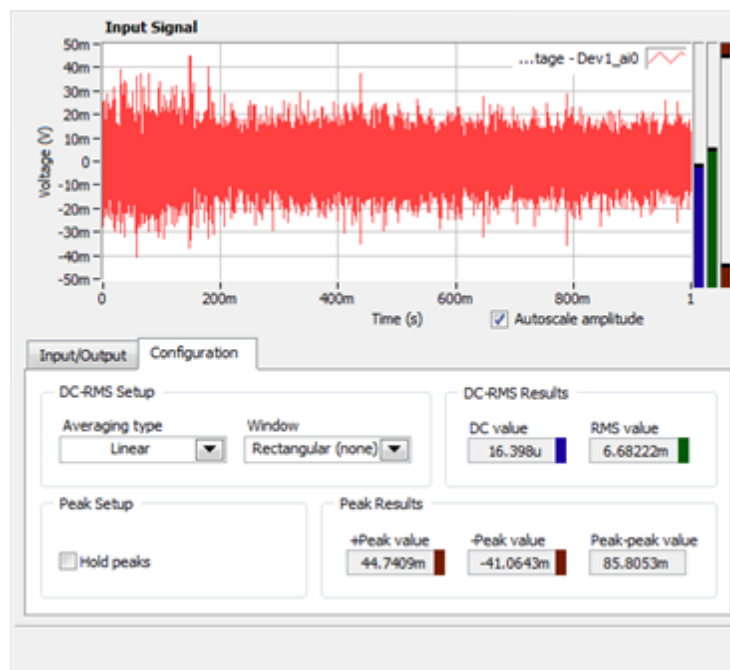 Input Signal
...tage - Dev1_ai0
50m
40m
30m
20m
10m
0
-10m
-20m
-30m
-40m
-50m
Voltage (V)
0 200m 400m 600m 800m 1
Time (s)
Autoscale amplitude
Input/Output Configuration
DC-RMS Setup
Averaging type Window
Linear Rectangular (none)
DC-RMS Results
DC value RMS value
16.398u 6.68222m
Peak Setup
Hold peaks
Peak Results
+Peak value -Peak value Peak-peak value
44.7409m -41.0643m 85.8053m